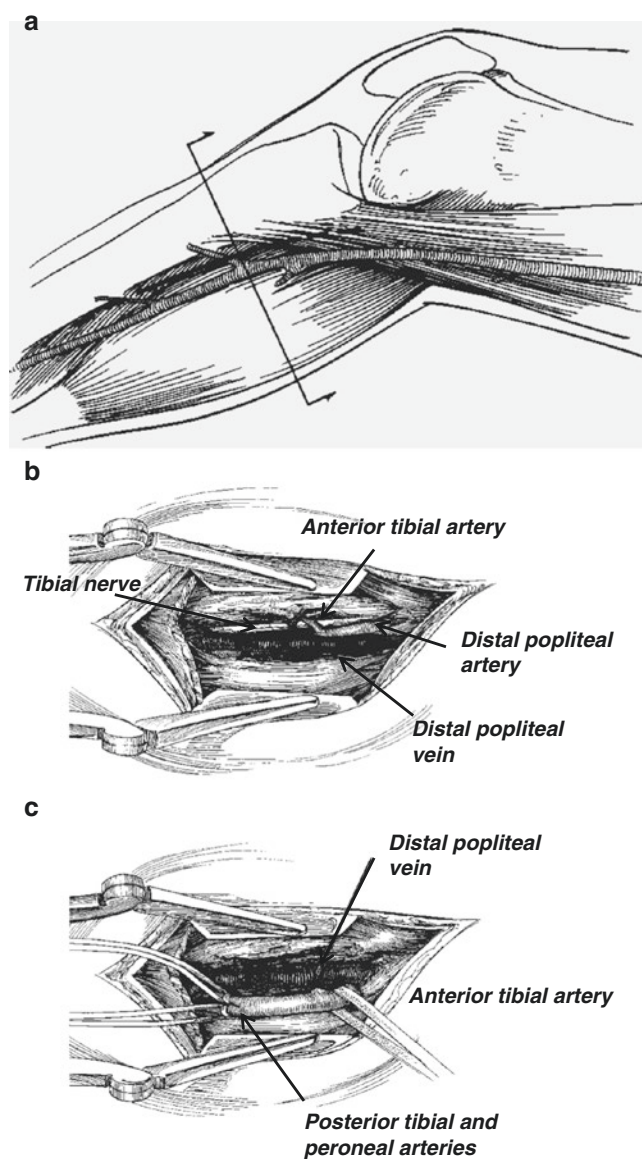 a
b
Anterior tibial artery
Tibial nerve
Distal popliteal
artery
Distal popliteal
vein
c
Distal popliteal
vein
Anterior tibial artery
Posterior tibial and
peroneal arteries